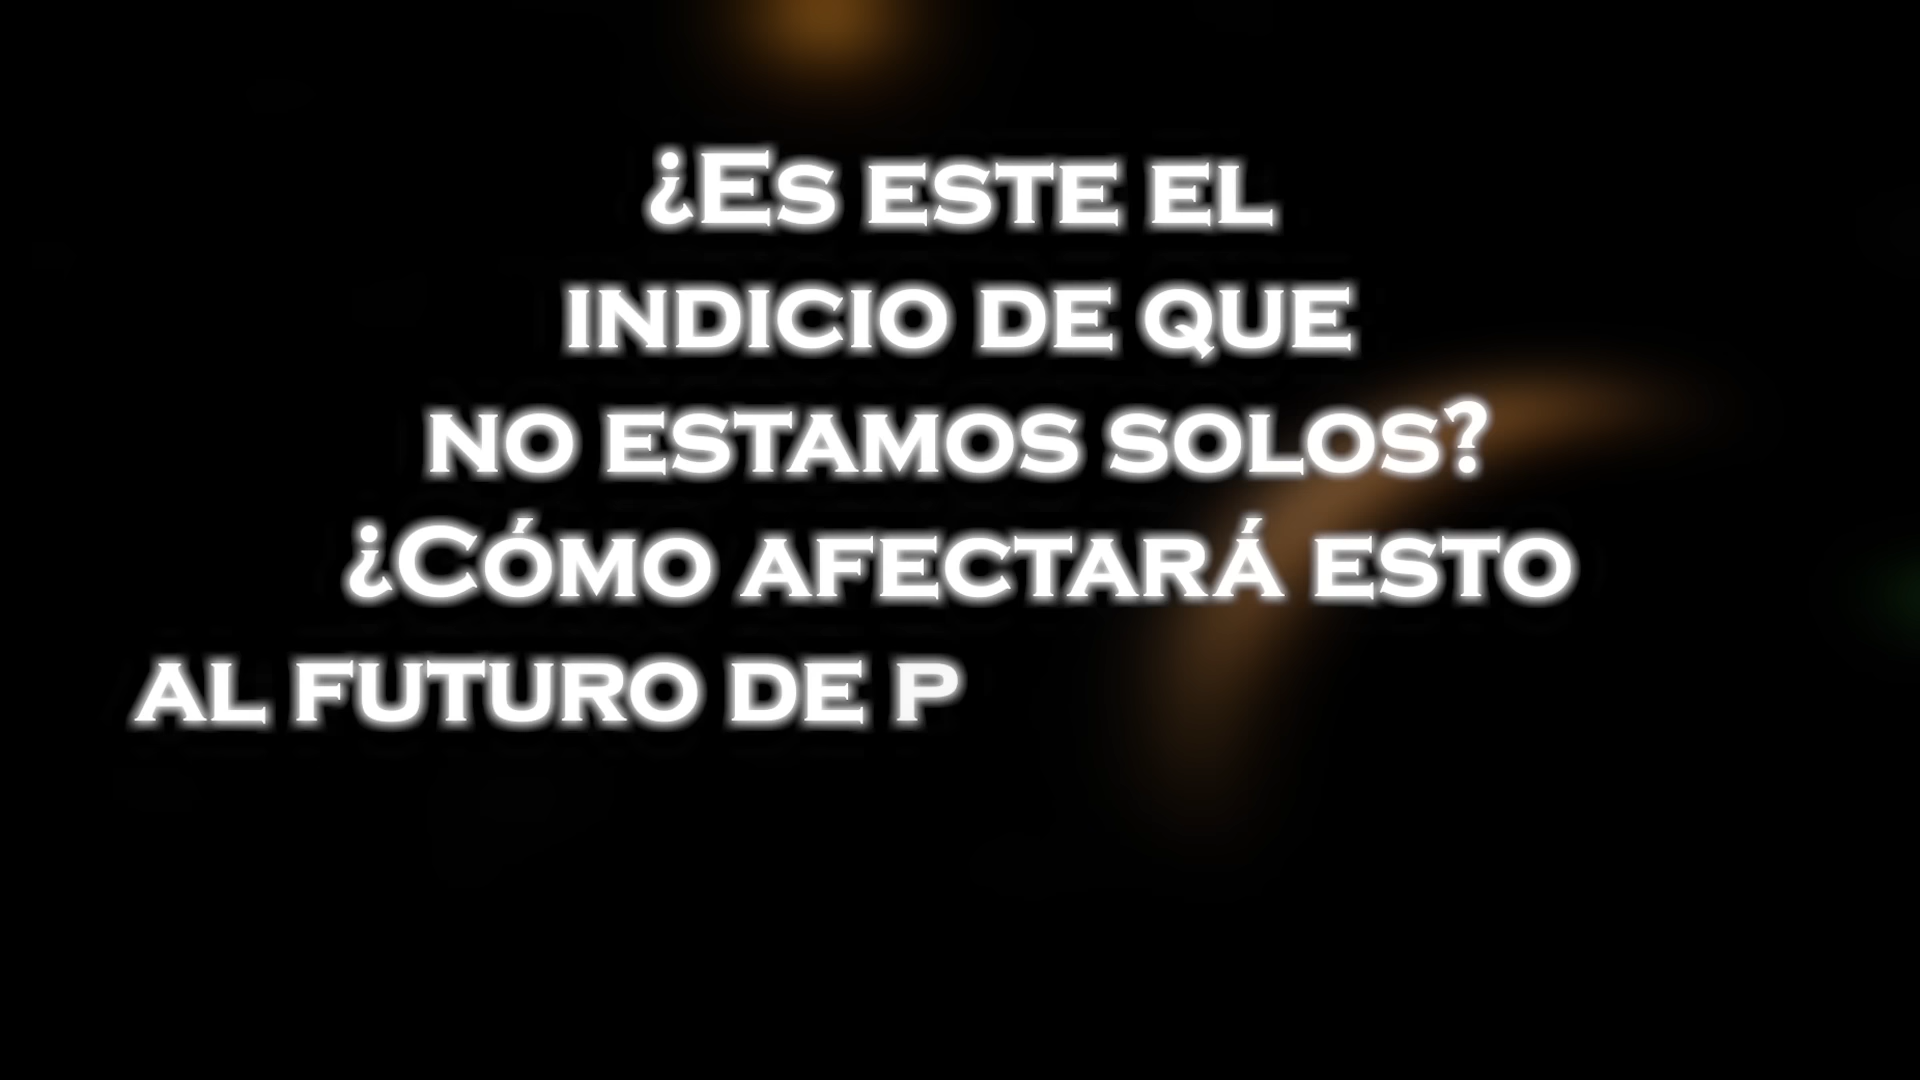 ¿Es este el
indicio de que
no estamos solos?
¿Cómo afectará esto
al futuro de p